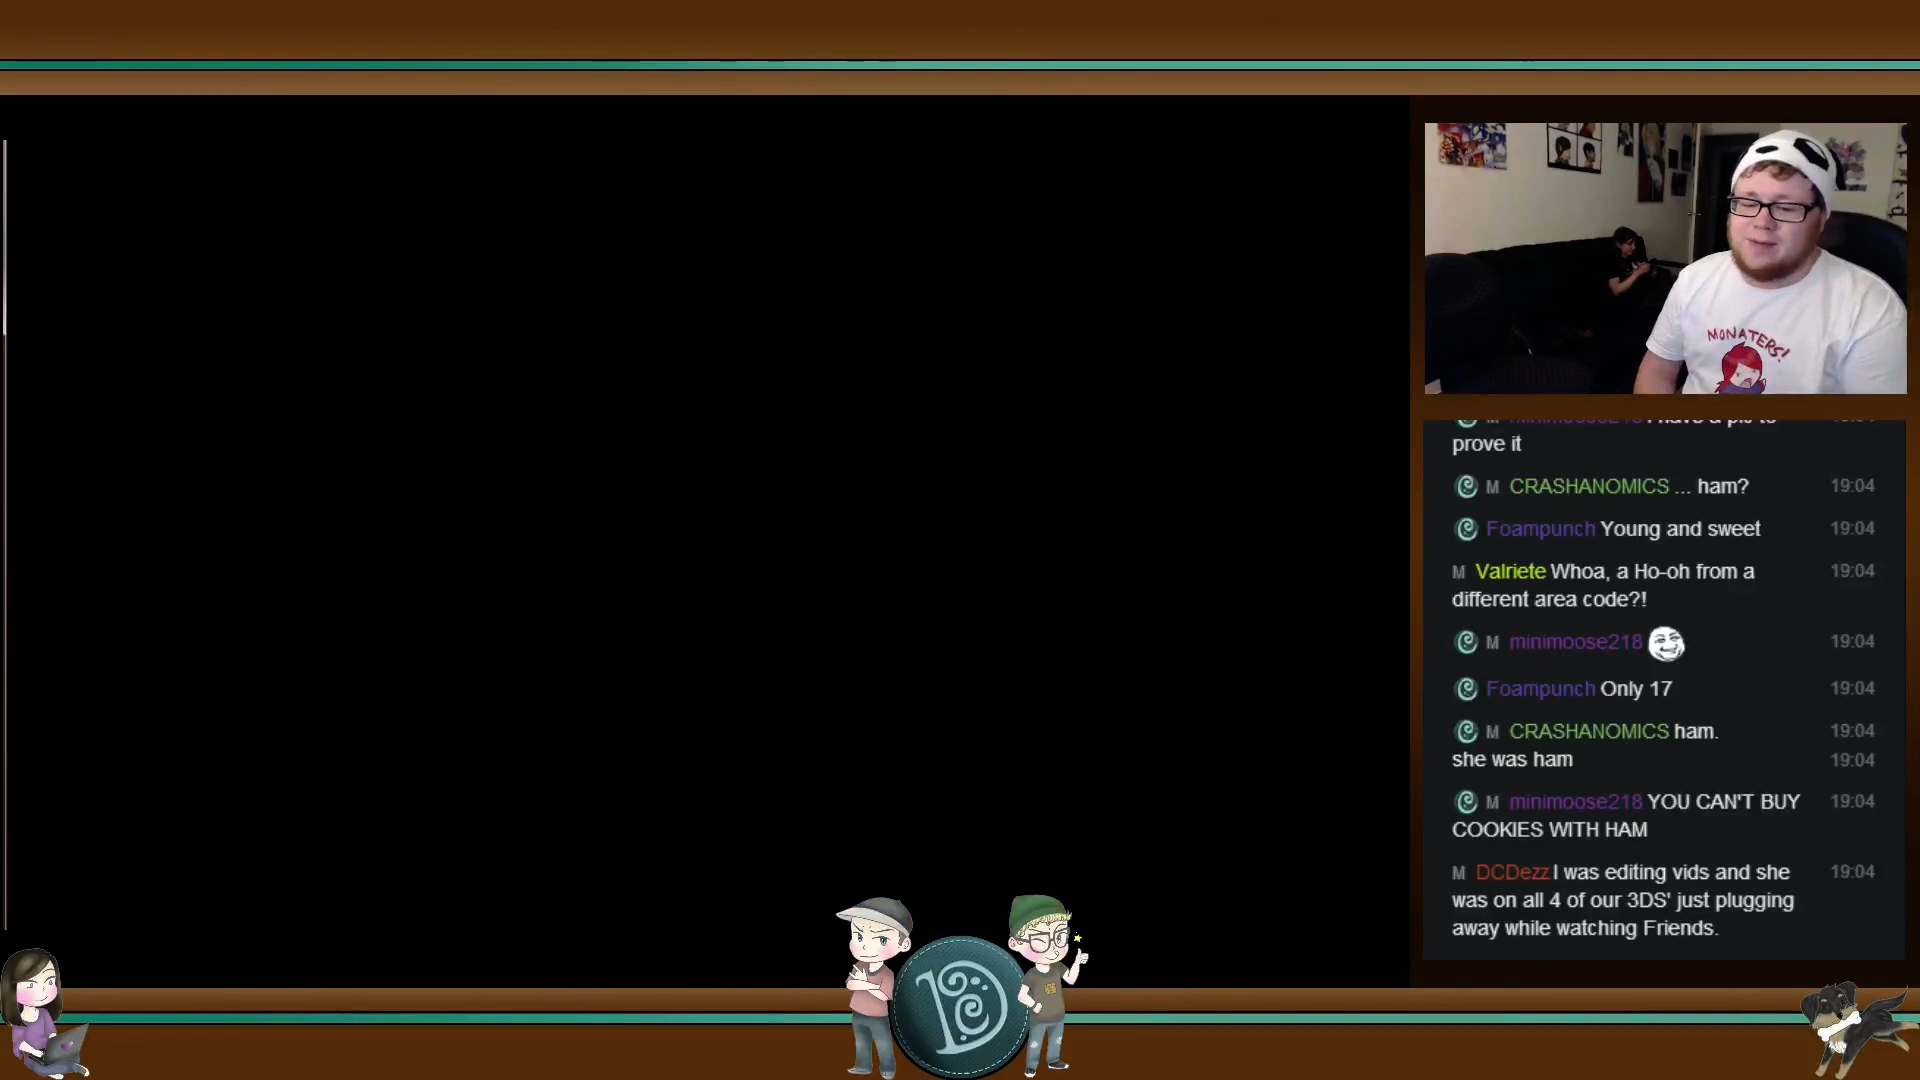 MONATERS!
prove it
M CRASHANOMICS ... ham? 19:04
Foampunch Young and sweet 19:04
M Valriete Whoa, a Ho-oh from a 19:04
different area code?!
M minimoose218 19:04
Foampunch Only 17 19:04
M CRASHANOMICS ham. 19:04
she was ham 19:04
M minimoose218 YOU CAN'T BUY 19:04
COOKIES WITH HAM
M DCDezz I was editing vids and she 19:04
was on all 4 of our 3DS' just plugging
away while watching Friends.
D